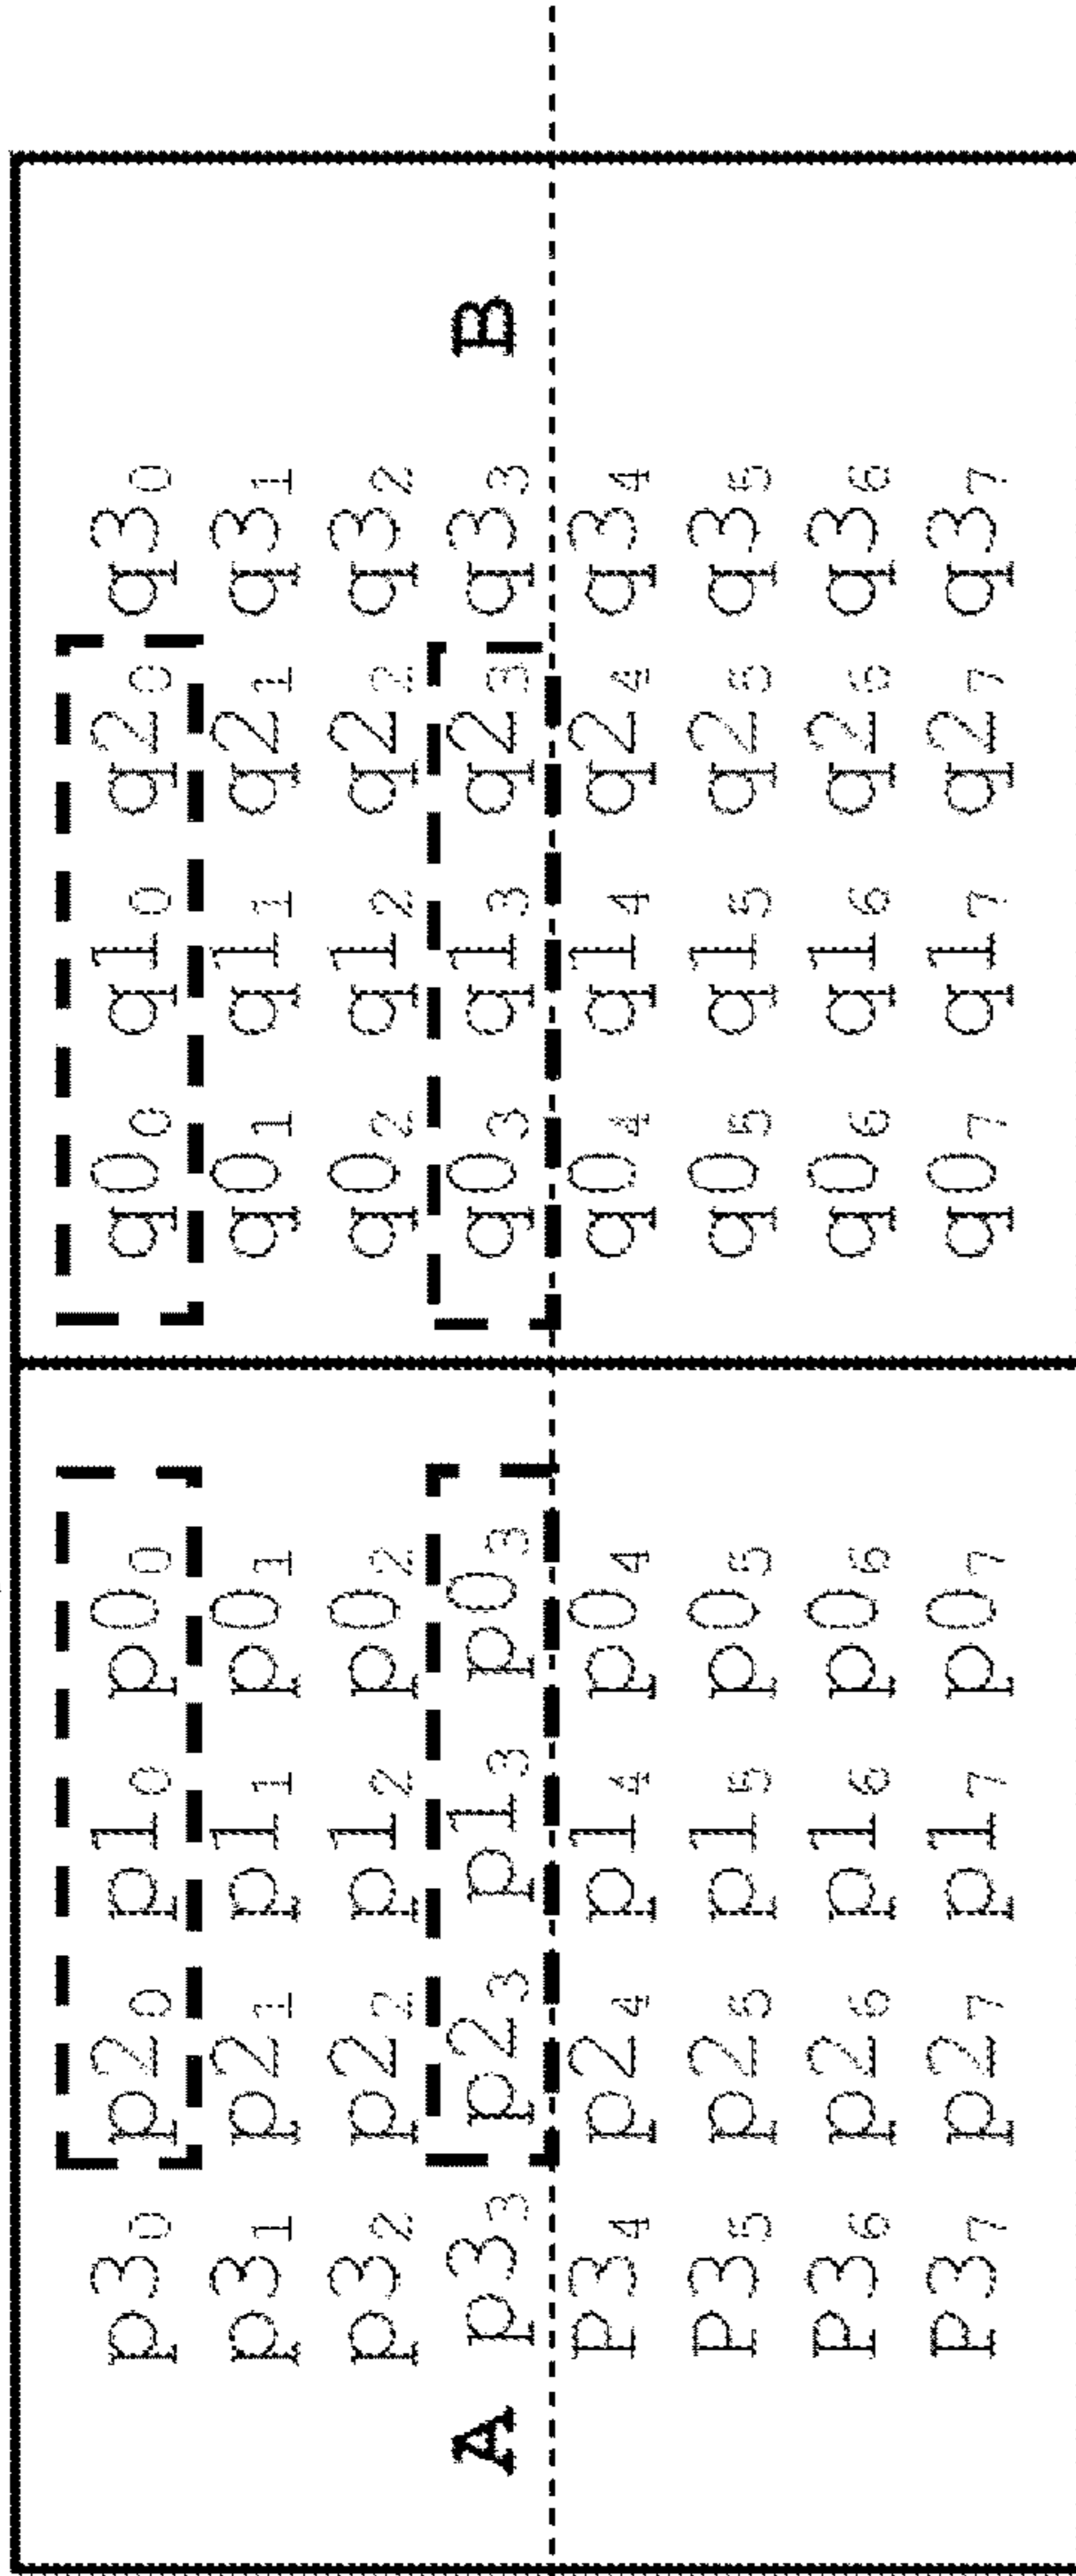 p3₀ p2₀ p1₀ p0₀ q0₀ q1₀ q2₀ q3₀
p3₁ p2₁ p1₁ p0₁ q0₁ q1₁ q2₁ q3₁
p3₂ p2₂ p1₂ p0₂ q0₂ q1₂ q2₂ q3₂
A p3₃ p2₃ p1₃ p0₃ q0₃ q1₃ q2₃ q3₃ B
P3₄ p2₄ p1₄ p0₄ q0₄ q1₄ q2₄ q3₄
P3₅ p2₅ p1₅ p0₅ q0₅ q1₅ q2₅ q3₅
P3₆ p2₆ p1₆ p0₆ q0₆ q1₆ q2₆ q3₆
P3₇ p2₇ p1₇ p0₇ q0₇ q1₇ q2₇ q3₇